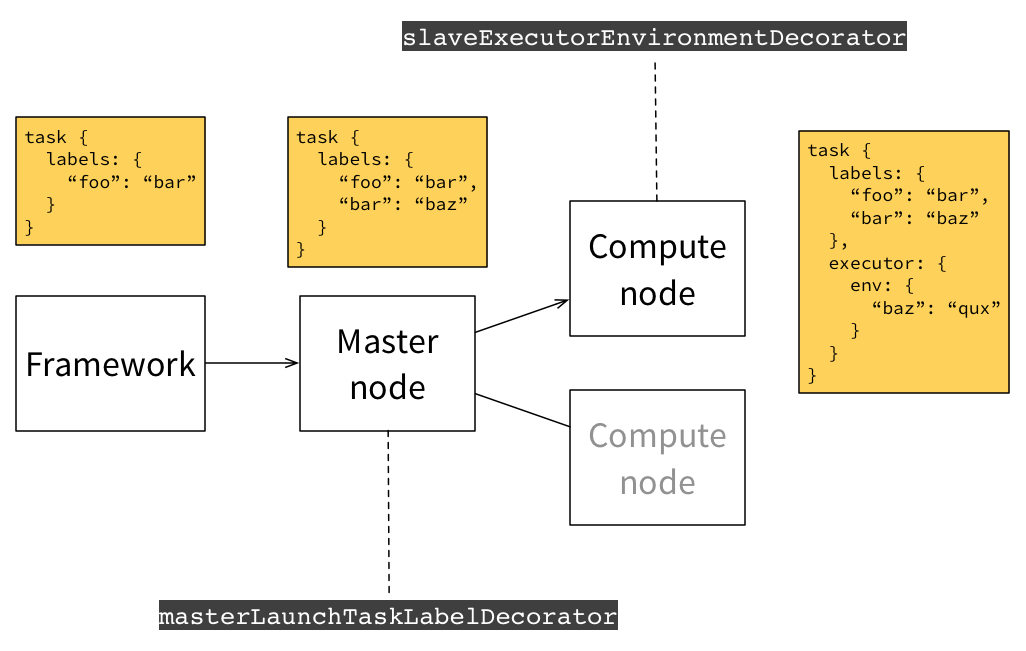 slaveExecutorEnvironmentDecorator
task {
labels: {
“foo”: “bar”
}
}
task {
labels: {
“foo”: “bar”,
“bar”: “baz”
}
}
task {
labels: {
“foo”: “bar”,
“bar”: “baz”
},
executor: {
env: {
“baz”: “qux”
}
}
}
Framework
Master
node
Compute
node
Compute
node
masterLaunchTaskLabelDecorator